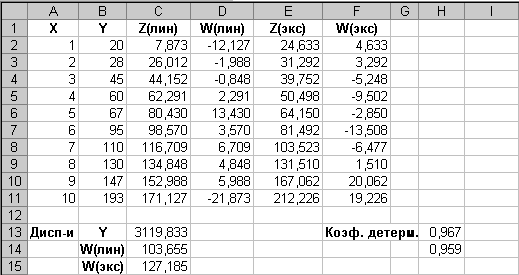 A B C D E F G H I
1 X Y Z(лин) W(лин) Z(экс) W(экс)
2 1 20 7,873 -12,127 24,633 4,633
3 2 28 26,012 -1,988 31,292 3,292
4 3 45 44,152 -0,848 39,752 -5,248
5 4 60 62,291 2,291 50,498 -9,502
6 5 67 80,430 13,430 64,150 -2,850
7 6 95 98,570 3,570 81,492 -13,508
8 7 110 116,709 6,709 103,523 -6,477
9 8 130 134,848 4,848 131,510 1,510
10 9 147 152,988 5,988 167,062 20,062
11 10 193 171,127 -21,873 212,226 19,226
12
13 Дисп-и Y 3119,833 Коэф. детерм. 0,967
14 W(лин) 103,655 0,959
15 W(экс) 127,185